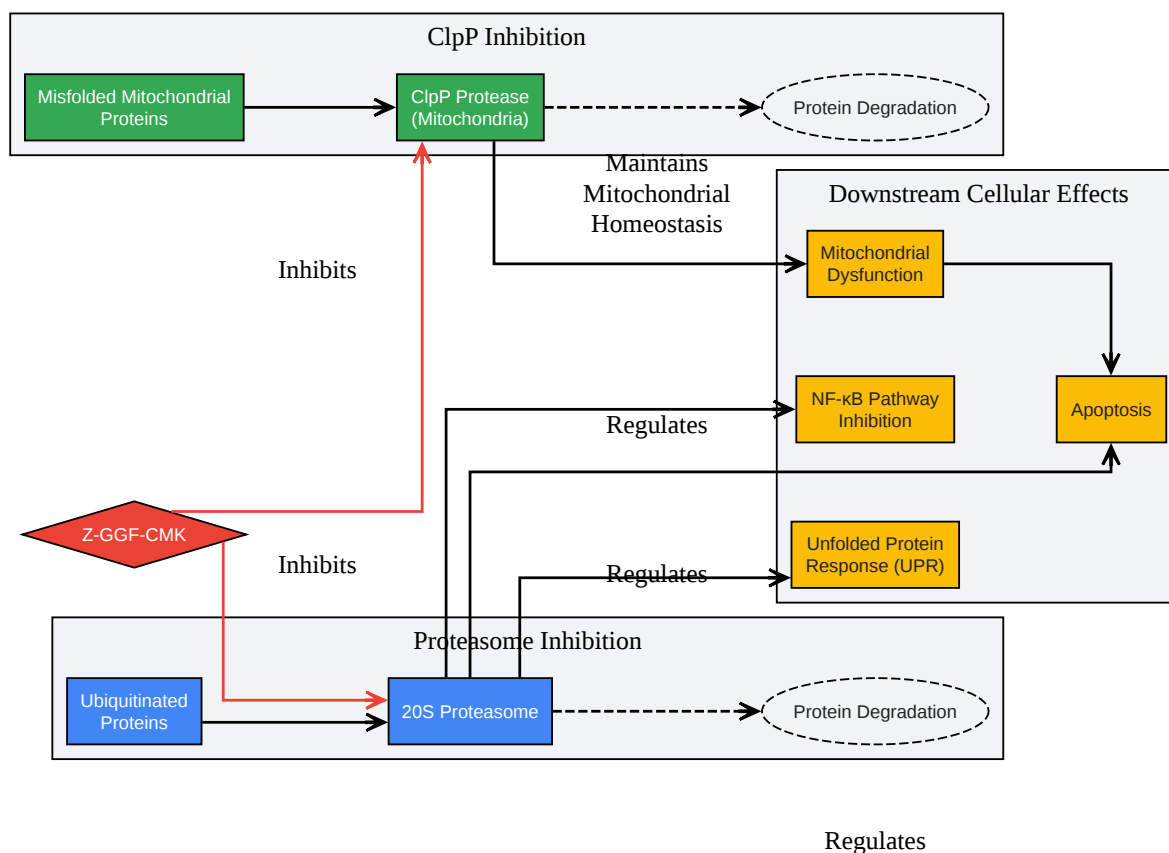 ClpP Inhibition
Misfolded Mitochondrial
Proteins
ClpP Protease
(Mitochondria)
Protein Degradation
Maintains
Mitochondrial
Homeostasis
Downstream Cellular Effects
Mitochondrial
Dysfunction
Inhibits
NF-κB Pathway
Inhibition
Apoptosis
Regulates
Z-GGF-CMK
Inhibits
Unfolded Protein
Response (UPR)
Regulates
Proteasome Inhibition
Ubiquitinated
Proteins
20S Proteasome
Protein Degradation
Regulates